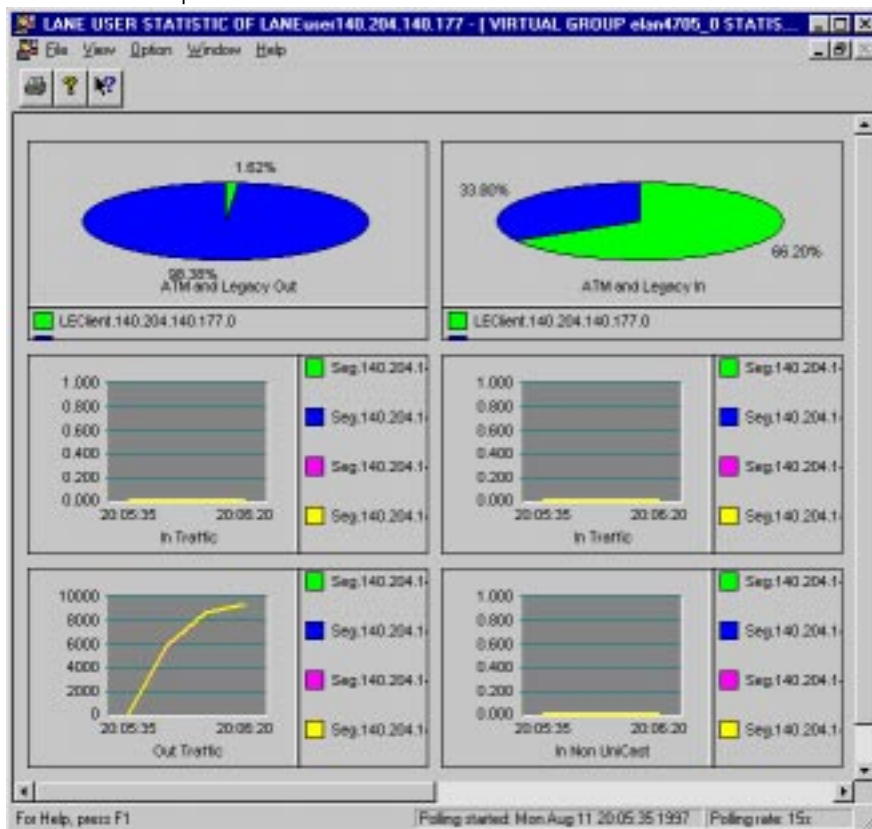 LANE USER STATISTIC OF LANEuser140.204.140.177 - [ VIRTUAL GROUP elan4705_0 STATIS...
File View Option Window Help
1.62%
98.38%
ATM and Legacy Out
LEClient.140.204.140.177.0
33.80%
66.20%
ATM and Legacy In
LEClient.140.204.140.177.0
1.000
0.800
0.600
0.400
0.200
0.000
20:05:35 20:06:20
In Traffic
Seg.140.204.1
Seg.140.204.1
Seg.140.204.1
Seg.140.204.1
1.000
0.800
0.600
0.400
0.200
0.000
20:05:35 20:06:20
In Traffic
Seg.140.204.1
Seg.140.204.1
Seg.140.204.1
Seg.140.204.1
10000
8000
6000
4000
2000
0
20:05:35 20:06:20
Out Traffic
Seg.140.204.1
Seg.140.204.1
Seg.140.204.1
Seg.140.204.1
1.000
0.800
0.600
0.400
0.200
0.000
20:05:35 20:06:20
In Non UniCast
Seg.140.204.1
Seg.140.204.1
Seg.140.204.1
Seg.140.204.1
For Help, press F1
Polling started: Mon Aug 11 20:05:35 1997
Polling rate: 15s